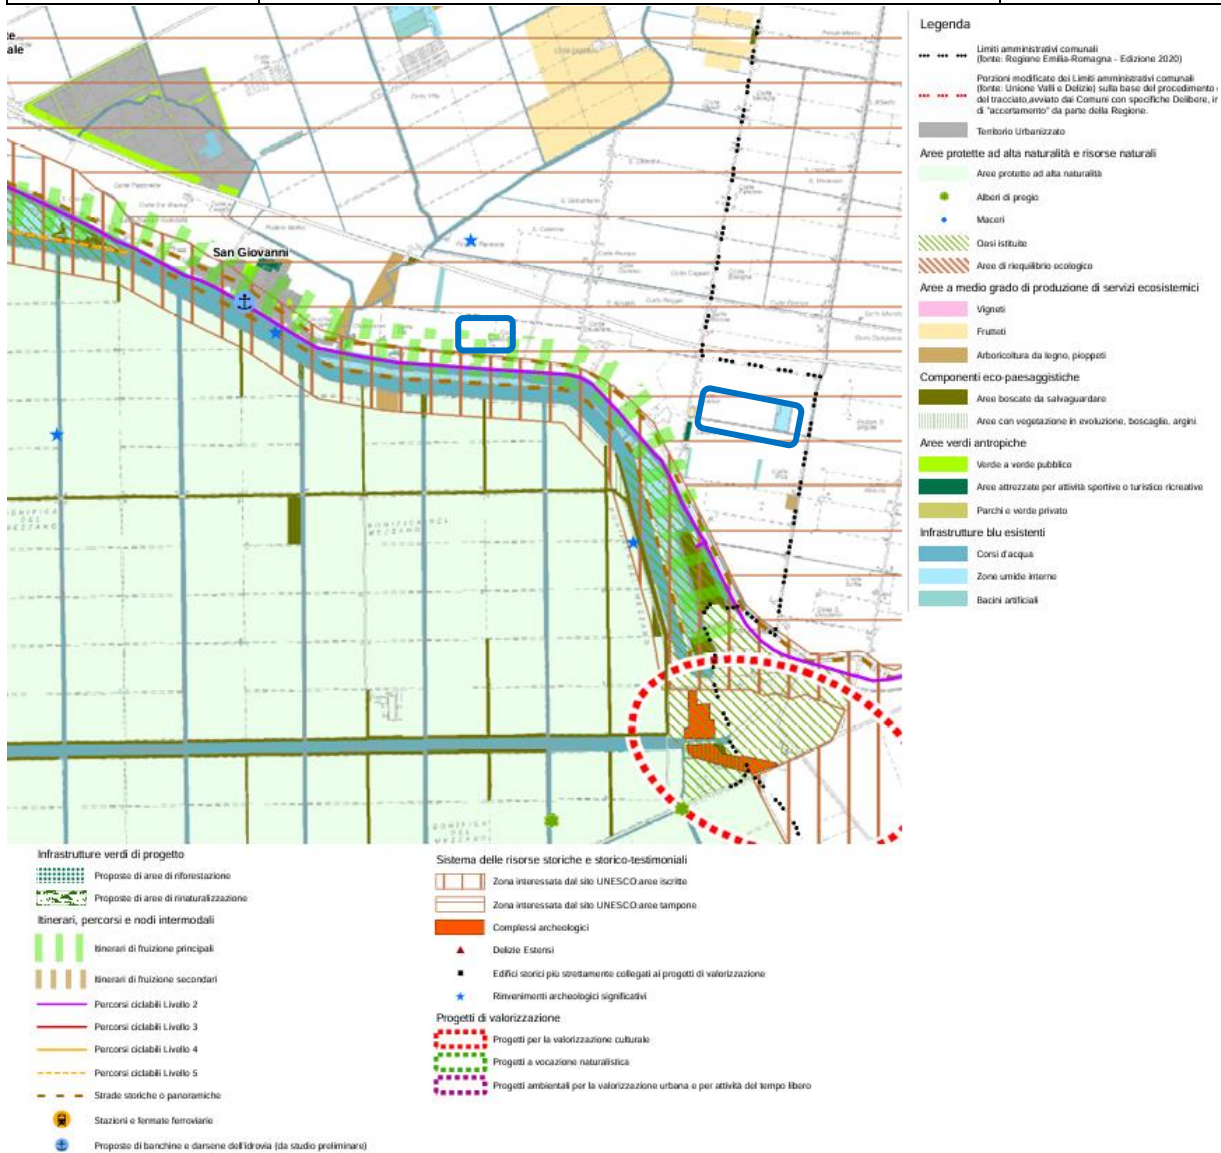 te
ale
San Giovanni
BONIFICA
DEL
MEZZANO
BONIFICA DEL
MEZZANO
BONIFICA
DEL
MEZZANO
Legenda
Limiti amministrativi comunali
(fonte: Regione Emilia-Romagna - Edizione 2020)
Porzioni modificate dei Limiti amministrativi comunali
(fonte: Unione Valli e Delizie) sulla base del procedimento
del tracciato,avviato dai Comuni con specifiche Delibere, in
di "accertamento" da parte della Regione.
Territorio Urbanizzato
Aree protette ad alta naturalità e risorse naturali
Aree protette ad alta naturalità
Alberi di pregio
Maceri
Oasi istituite
Aree di riequilibrio ecologico
Aree a medio grado di produzione di servizi ecosistemici
Vigneti
Frutteti
Arboricoltura da legno, pioppeti
Componenti eco-paesaggistiche
Aree boscate da salvaguardare
Aree con vegetazione in evoluzione, boscaglie, argini
Aree verdi antropiche
Verde a verde pubblico
Aree attrezzate per attività sportive o turistico ricreative
Parchi e verde privato
Infrastrutture blu esistenti
Corsi d'acqua
Zone umide interne
Bacini artificiali
Infrastrutture verdi di progetto
Proposte di aree di riforestazione
Proposte di aree di rinaturalizzazione
Itinerari, percorsi e nodi intermodali
Itinerari di fruizione principali
Itinerari di fruizione secondari
Percorsi ciclabili Livello 2
Percorsi ciclabili Livello 3
Percorsi ciclabili Livello 4
Percorsi ciclabili Livello 5
Strade storiche o panoramiche
Stazioni e fermate ferroviarie
Proposte di banchine e darsene dell'idrovia (da studio preliminare)
Sistema delle risorse storiche e storico-testimoniali
Zona interessata dal sito UNESCO:aree iscritte
Zona interessata dal sito UNESCO:aree tampone
Complessi archeologici
Delizie Estensi
Edifici storici più strettamente collegati ai progetti di valorizzazione
Rinvenimenti archeologici significativi
Progetti di valorizzazione
Progetti per la valorizzazione culturale
Progetti a vocazione naturalistica
Progetti ambientali per la valorizzazione urbana e per attività del tempo libero